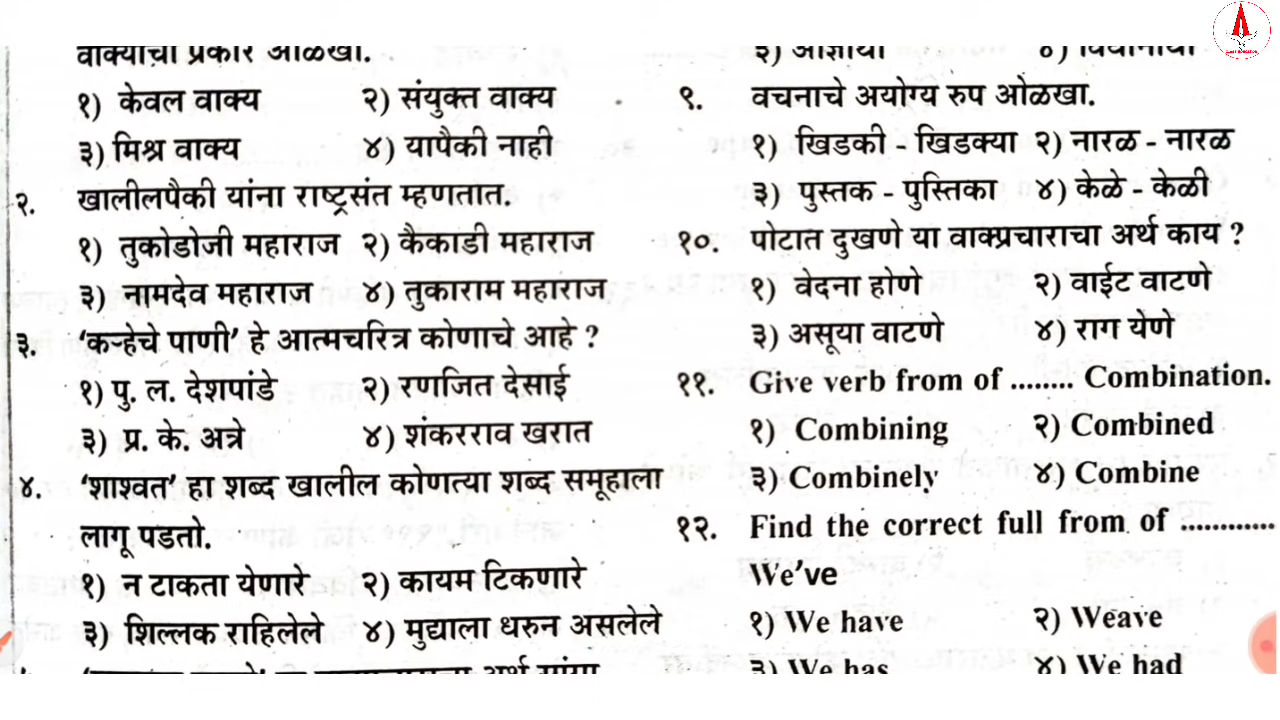 वाक्याचा प्रकार ओळखा.
१) केवल वाक्य २) संयुक्त वाक्य
३) मिश्र वाक्य ४) यापैकी नाही
२. खालीलपैकी यांना राष्ट्रसंत म्हणतात.
१) तुकोडोजी महाराज २) कैकाडी महाराज
३) नामदेव महाराज ४) तुकाराम महाराज
३. 'कऱ्हेचे पाणी' हे आत्मचरित्र कोणाचे आहे ?
१) पु. ल. देशपांडे २) रणजित देसाई
३) प्र. के. अत्रे ४) शंकरराव खरात
४. 'शाश्वत' हा शब्द खालील कोणत्या शब्द समूहाला
लागू पडतो.
१) न टाकता येणारे २) कायम टिकणारे
३) शिल्लक राहिलेले ४) मुद्याला धरुन असलेले
३) आज्ञार्थी ४) विधानार्थी
९. वचनाचे अयोग्य रुप ओळखा.
१) खिडकी - खिडक्या २) नारळ - नारळ
३) पुस्तक - पुस्तिका ४) केळे - केळी
१०. पोटात दुखणे या वाक्प्रचाराचा अर्थ काय ?
१) वेदना होणे २) वाईट वाटणे
३) असूया वाटणे ४) राग येणे
११. Give verb from of ........ Combination.
१) Combining २) Combined
३) Combinely ४) Combine
१२. Find the correct full from of ............
We've
१) We have २) Weave
३) We has ४) We had